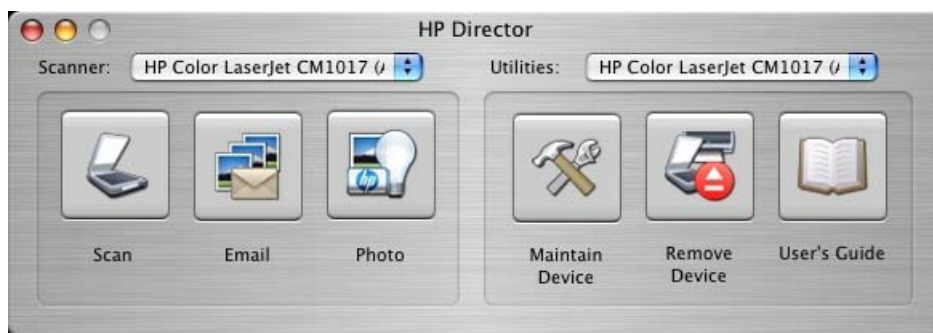 HP Director
Scanner: HP Color LaserJet CM1017 (
Utilities: HP Color LaserJet CM1017 (
hp
Scan
Email
Photo
Maintain
Device
Remove
Device
User's Guide